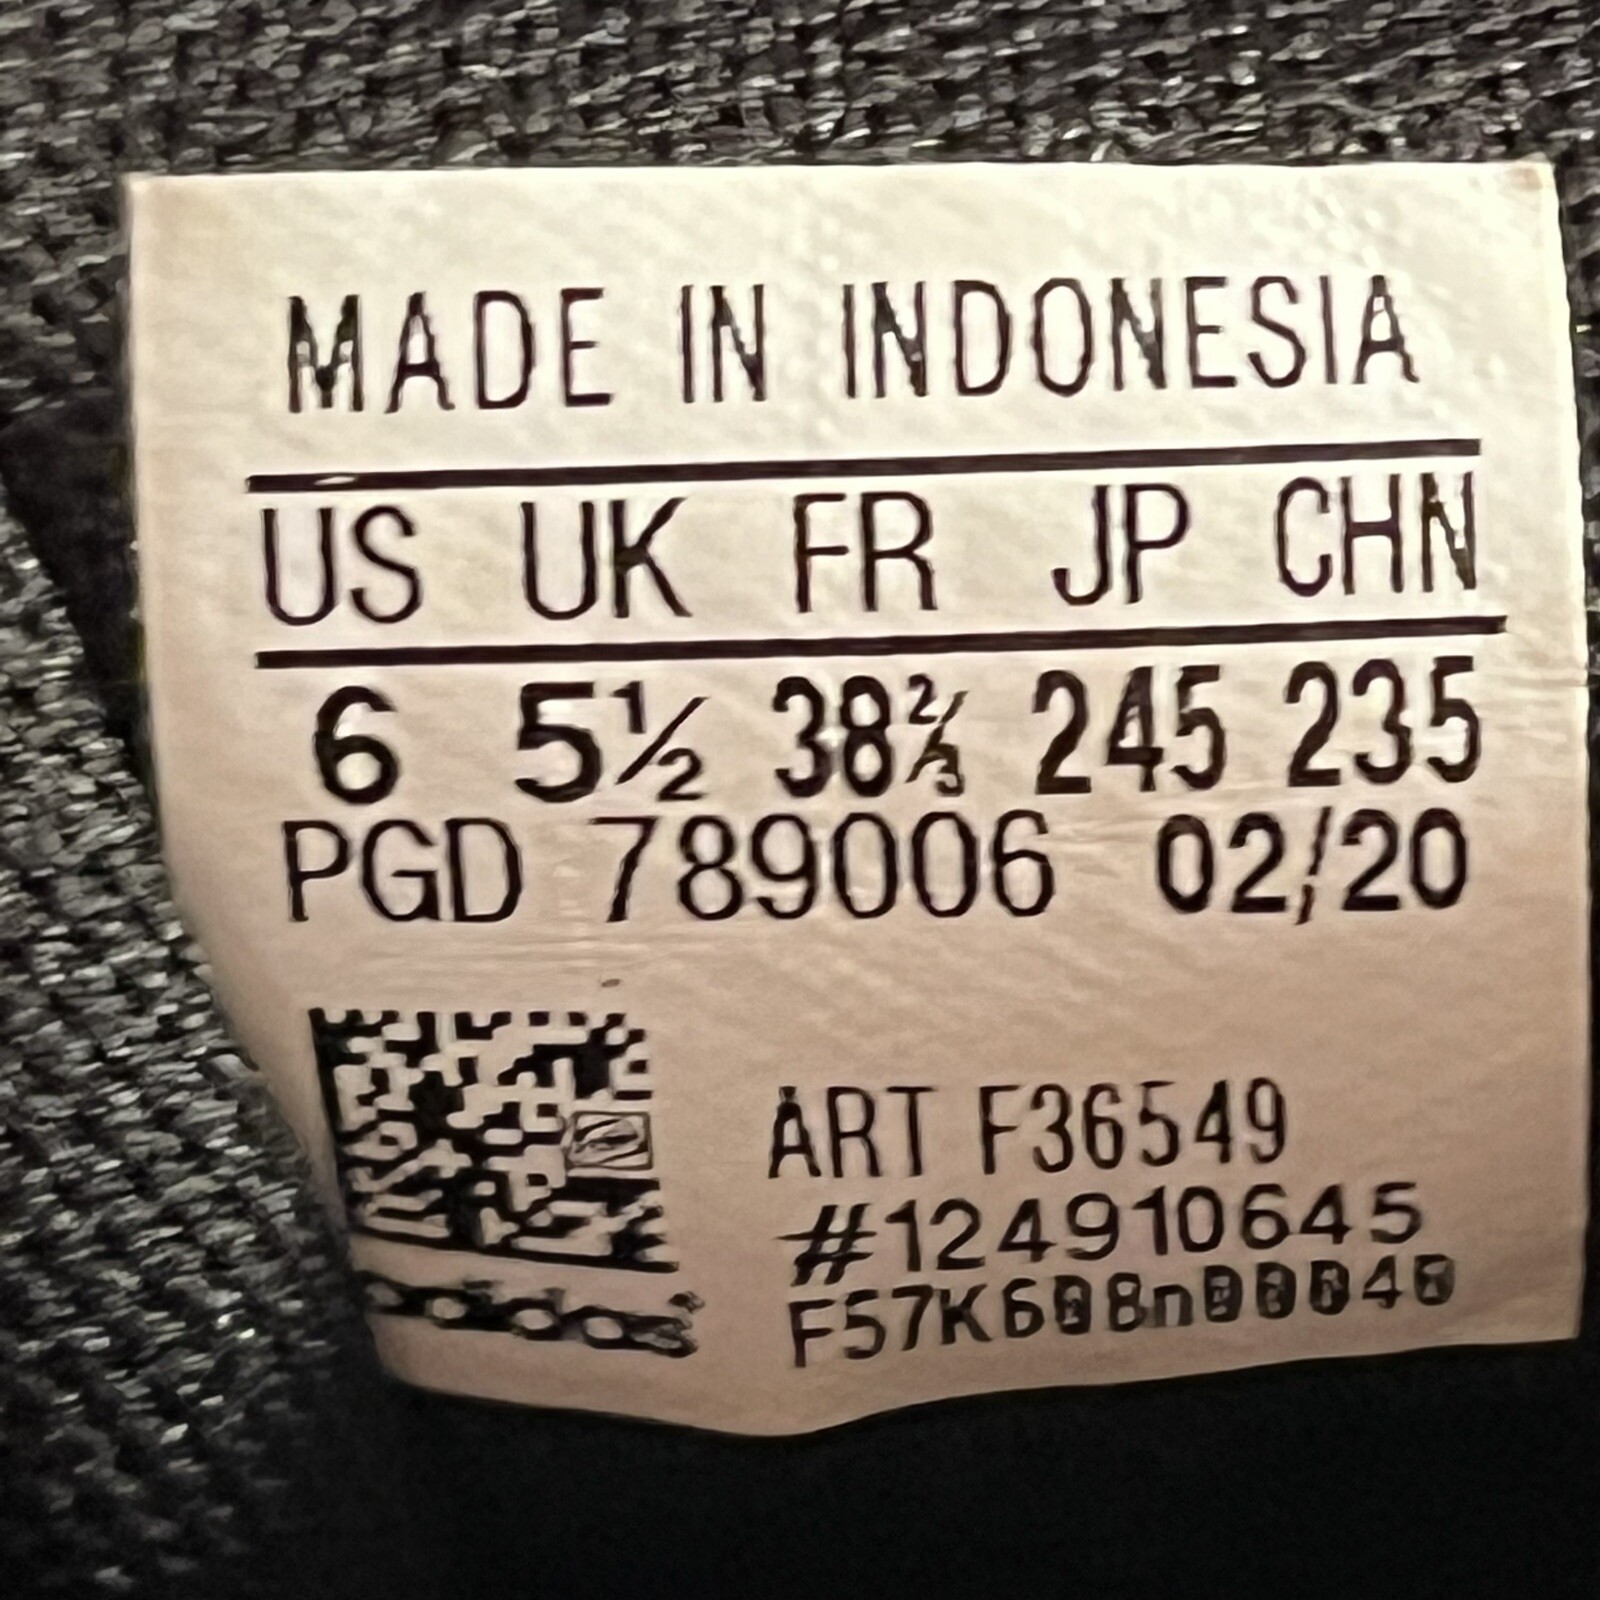 MADE IN INDONESIA
US UK FR JP CHN
6 5½ 38⅔ 245 235
PGD 789006 02/20
ART F36549
#124910645
adidas